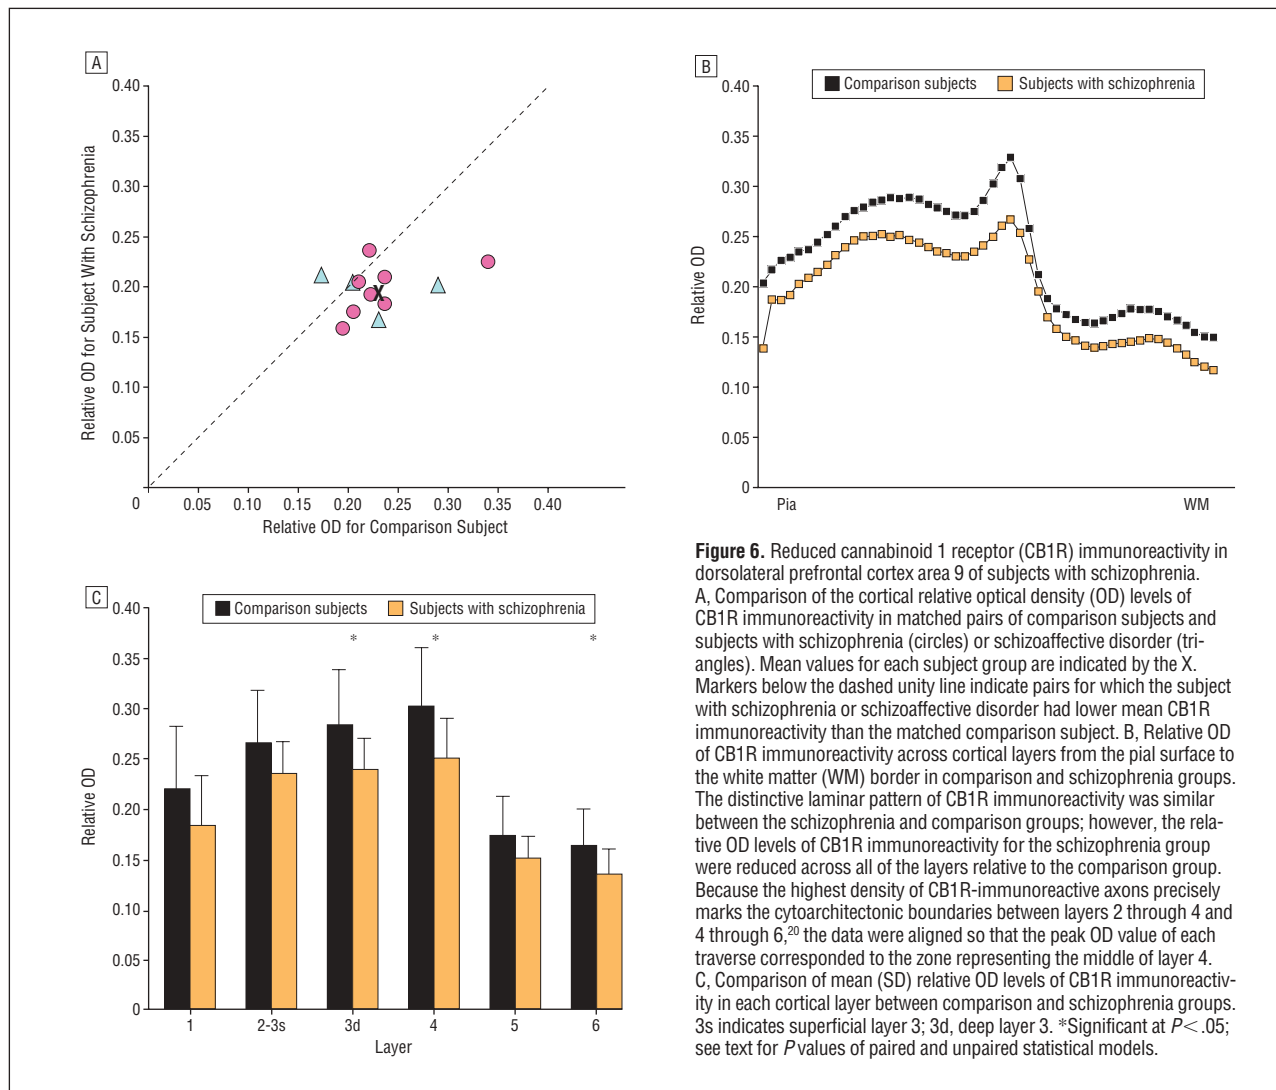 A
0.40
0.35
0.30
0.25
0.20
0.15
0.10
0.05
0
0.05
0.10
0.15
0.20
0.25
0.30
0.35
0.40
Relative OD for Subject With Schizophrenia
Relative OD for Comparison Subject
X
B
Comparison subjects
Subjects with schizophrenia
0.40
0.35
0.30
0.25
0.20
0.15
0.10
0.05
0
Relative OD
Pia
WM
C
Comparison subjects
Subjects with schizophrenia
0.40
0.35
0.30
0.25
0.20
0.15
0.10
0.05
0
Relative OD
*
*
*
1
2-3s
3d
4
5
6
Layer
Figure 6. Reduced cannabinoid 1 receptor (CB1R) immunoreactivity in
dorsolateral prefrontal cortex area 9 of subjects with schizophrenia.
A, Comparison of the cortical relative optical density (OD) levels of
CB1R immunoreactivity in matched pairs of comparison subjects and
subjects with schizophrenia (circles) or schizoaffective disorder (tri-
angles). Mean values for each subject group are indicated by the X.
Markers below the dashed unity line indicate pairs for which the subject
with schizophrenia or schizoaffective disorder had lower mean CB1R
immunoreactivity than the matched comparison subject. B, Relative OD
of CB1R immunoreactivity across cortical layers from the pial surface to
the white matter (WM) border in comparison and schizophrenia groups.
The distinctive laminar pattern of CB1R immunoreactivity was similar
between the schizophrenia and comparison groups; however, the rela-
tive OD levels of CB1R immunoreactivity for the schizophrenia group
were reduced across all of the layers relative to the comparison group.
Because the highest density of CB1R-immunoreactive axons precisely
marks the cytoarchitectonic boundaries between layers 2 through 4 and
4 through 6,20 the data were aligned so that the peak OD value of each
traverse corresponded to the zone representing the middle of layer 4.
C, Comparison of mean (SD) relative OD levels of CB1R immunoreactiv-
ity in each cortical layer between comparison and schizophrenia groups.
3s indicates superficial layer 3; 3d, deep layer 3. *Significant at P< .05;
see text for P values of paired and unpaired statistical models.